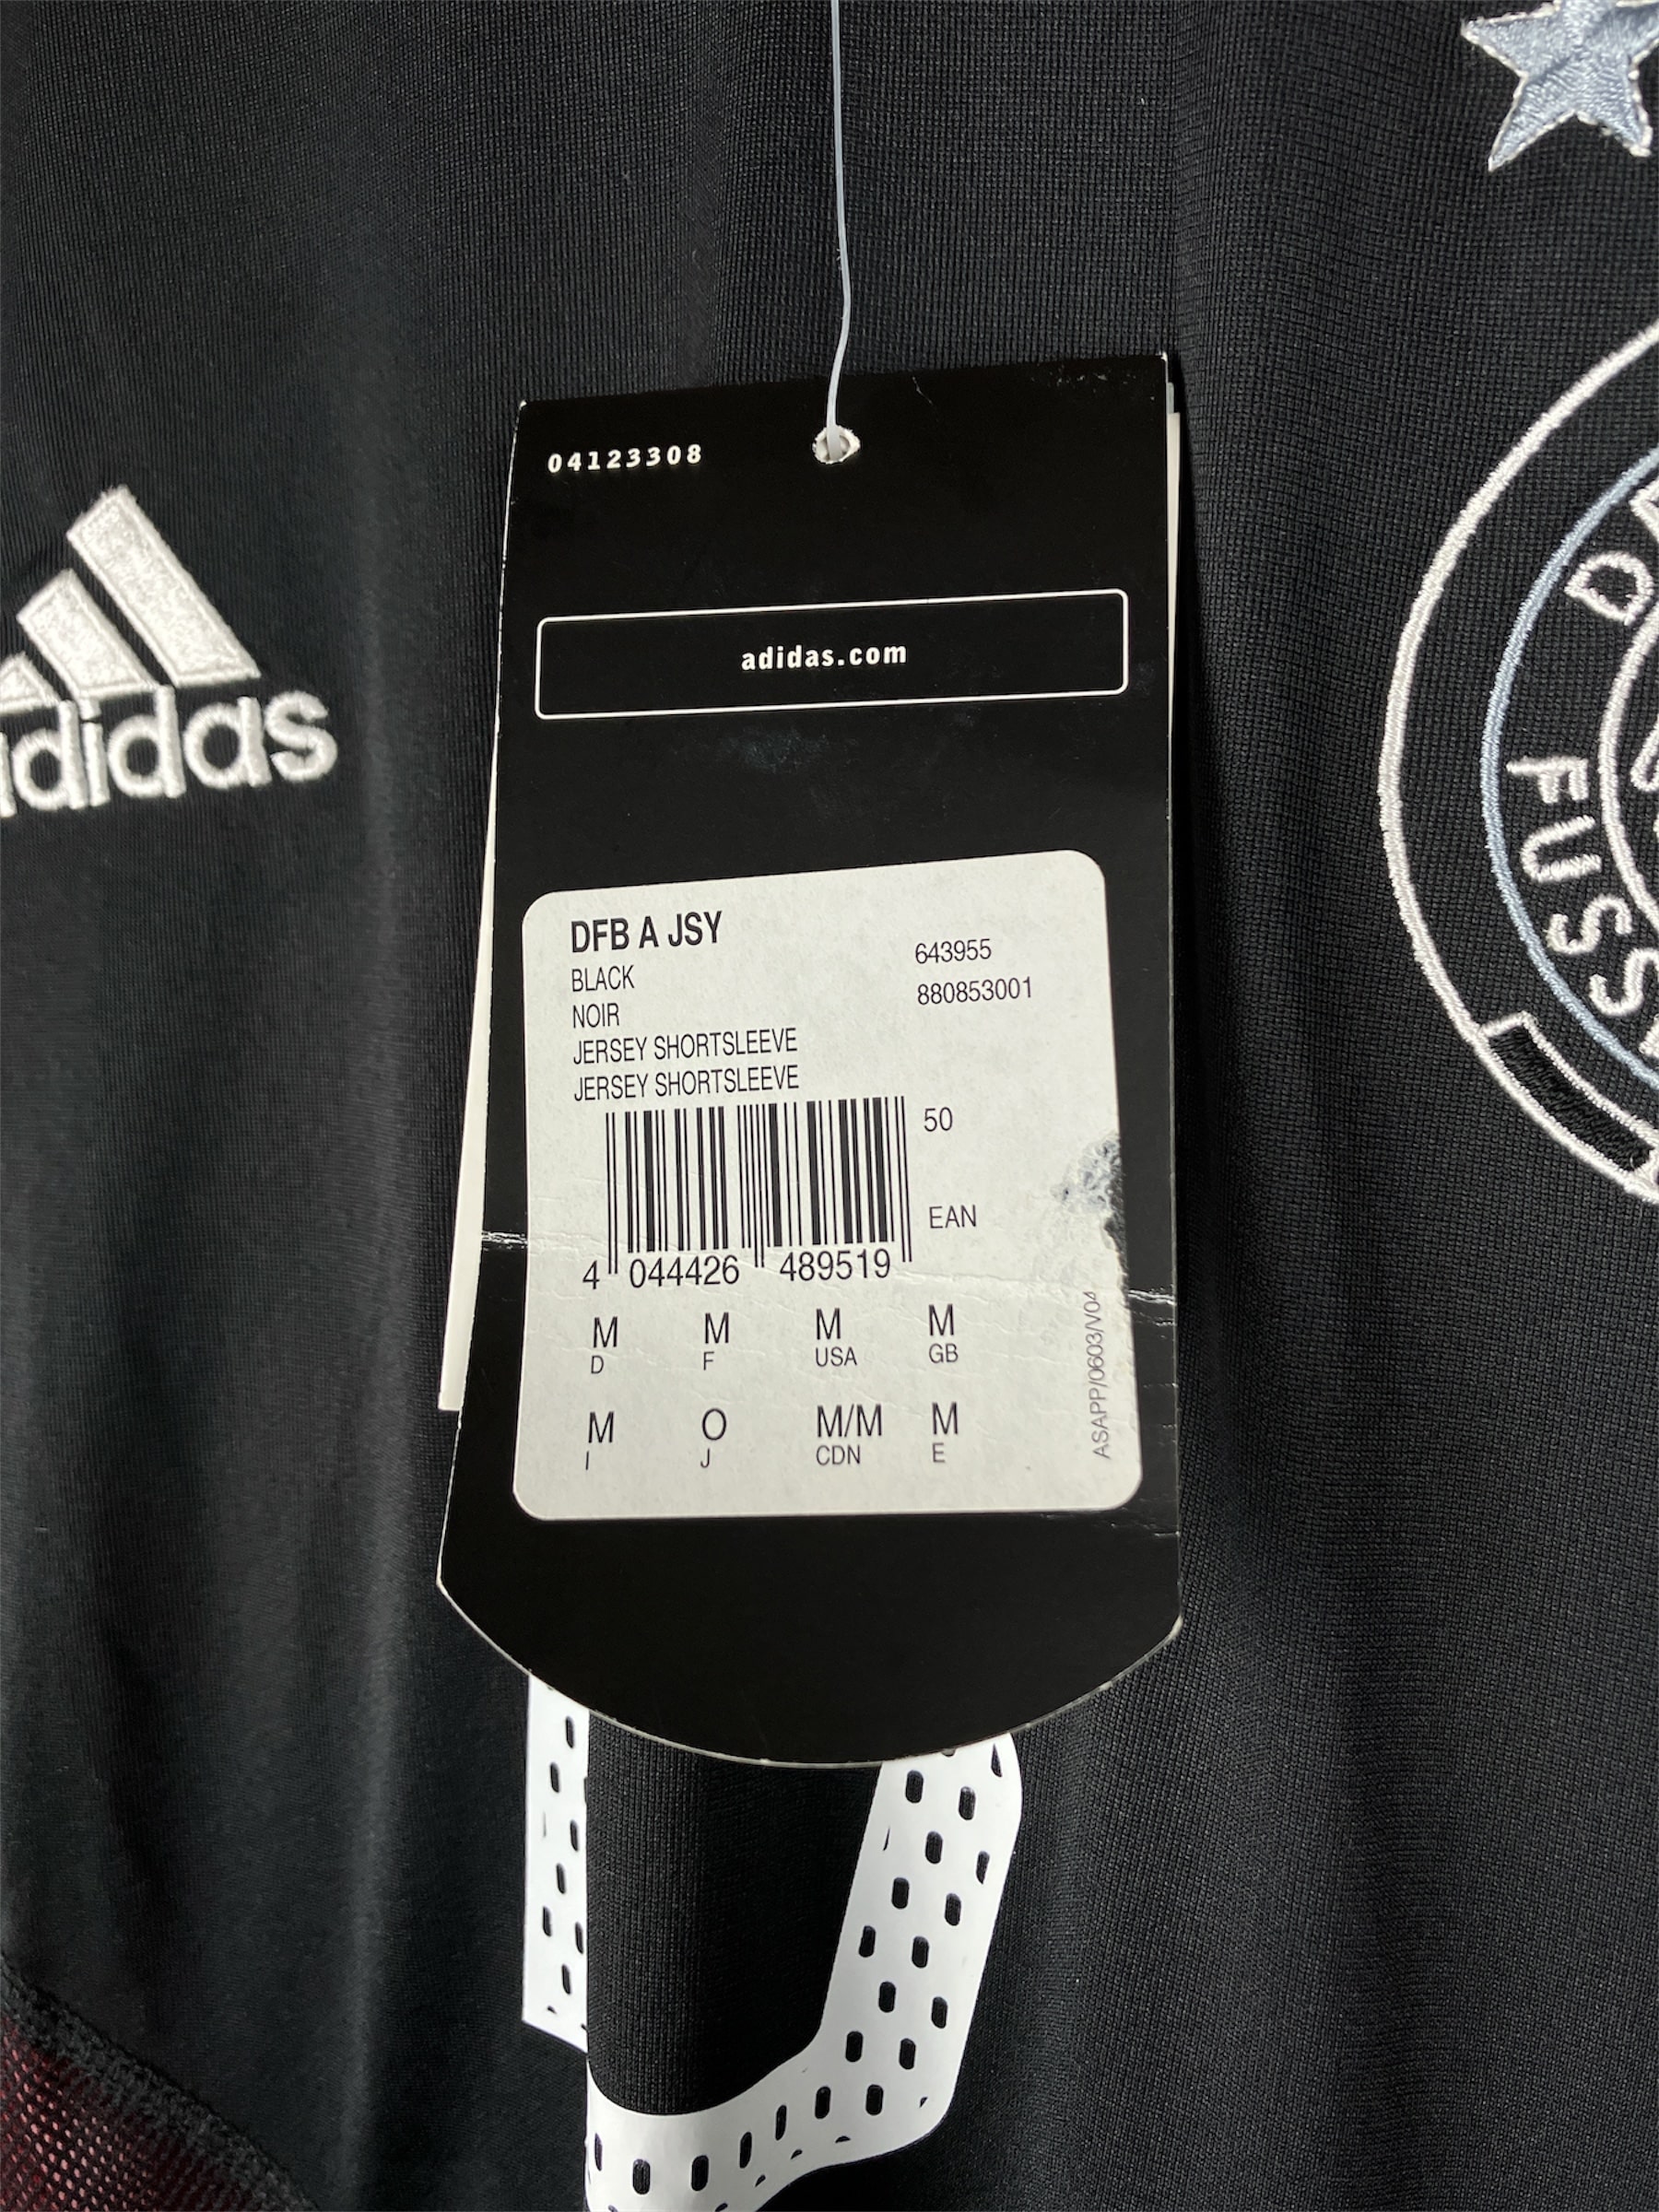 04123308
adidas.com
adidas
DFB A JSY
643955
BLACK
880853001
NOIR
JERSEY SHORTSLEEVE
JERSEY SHORTSLEEVE
50
EAN
4 044426 489519
M M M M
D F USA GB
M O M/M M
I J CDN E
ASAPP/0603/V04
FUSS